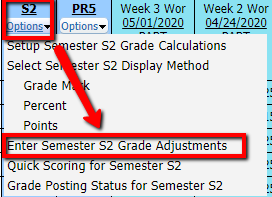 S2 PR5 Week 3 Wor Week 2 Wor
Options Options 05/01/2020 04/24/2020
Setup Semester S2 Grade Calculations
Select Semester S2 Display Method
Grade Mark
Percent
Points
Enter Semester S2 Grade Adjustments
Quick Scoring for Semester S2
Grade Posting Status for Semester S2